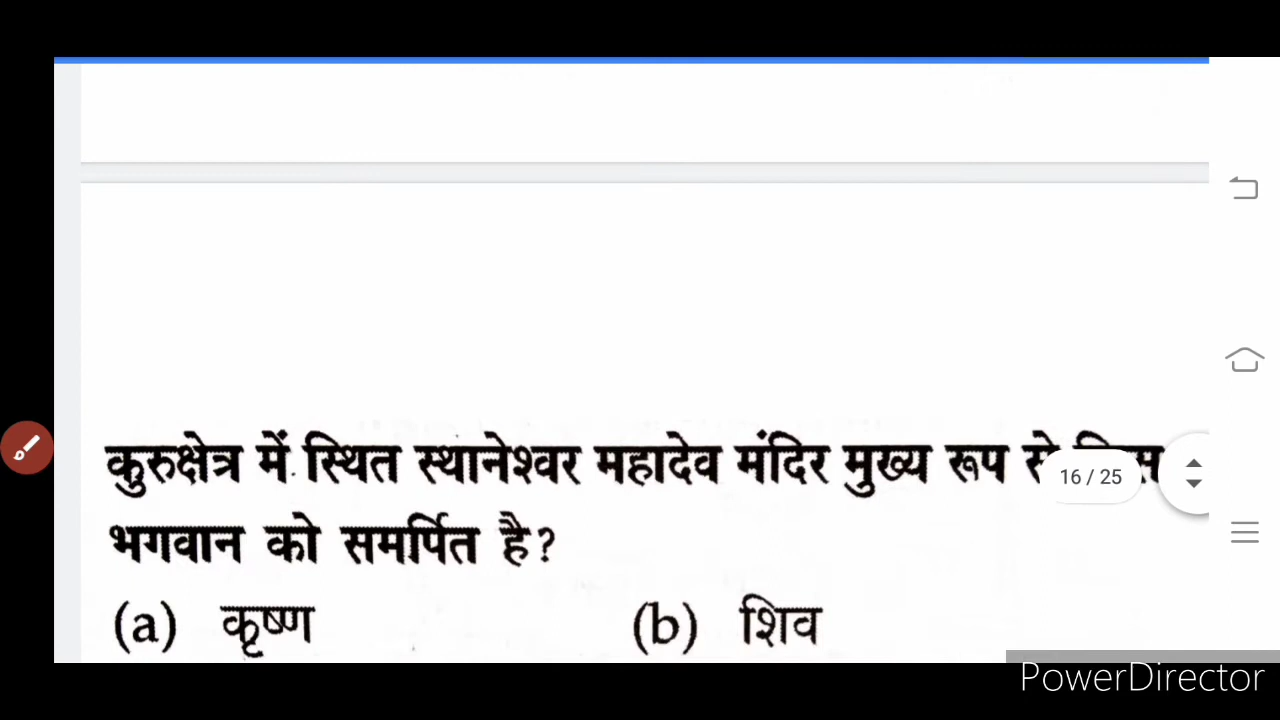 कुरुक्षेत्र में स्थित स्थानेश्वर महादेव मंदिर मुख्य रूप से
16 / 25
भगवान को समर्पित है?
(a) कृष्ण (b) शिव
PowerDirector